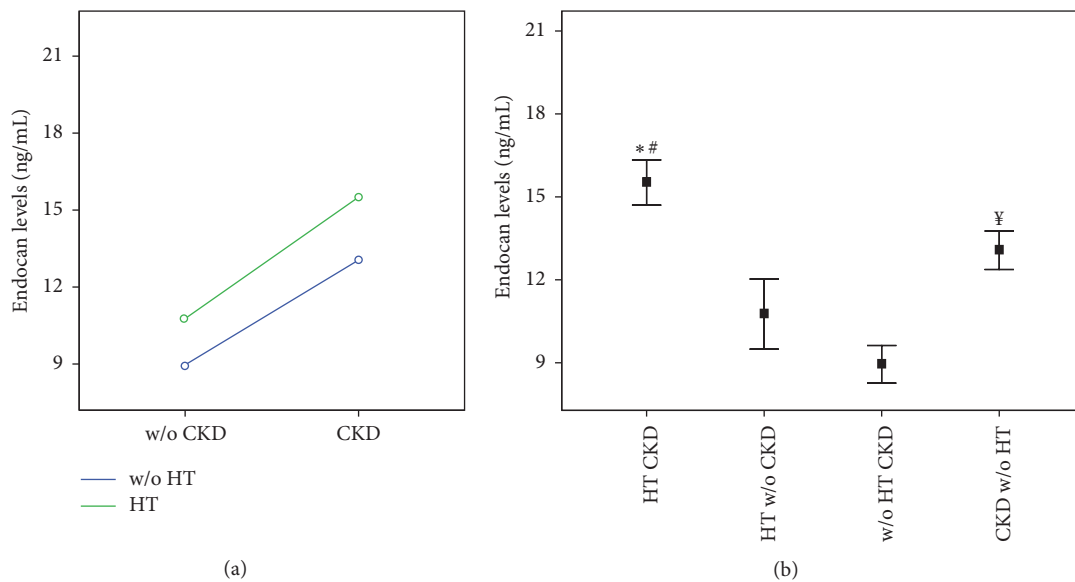 Endocan levels (ng/mL)
21
18
15
12
9
w/o CKD
CKD
w/o HT
HT
(a)
Endocan levels (ng/mL)
21
18
15
12
9
* #
¥
HT CKD
HT w/o CKD
w/o HT CKD
CKD w/o HT
(b)